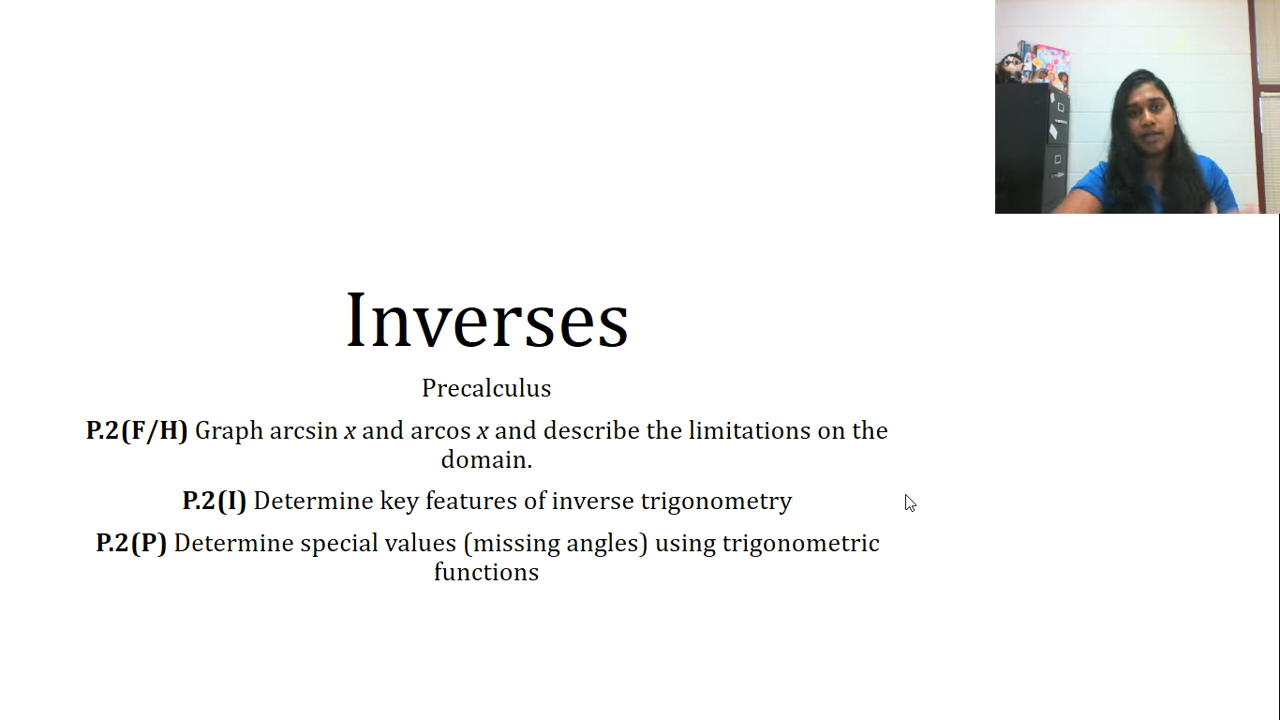 Inverses
Precalculus
P.2(F/H) Graph arcsin x and arcos x and describe the limitations on the
domain.
P.2(I) Determine key features of inverse trigonometry
P.2(P) Determine special values (missing angles) using trigonometric
functions